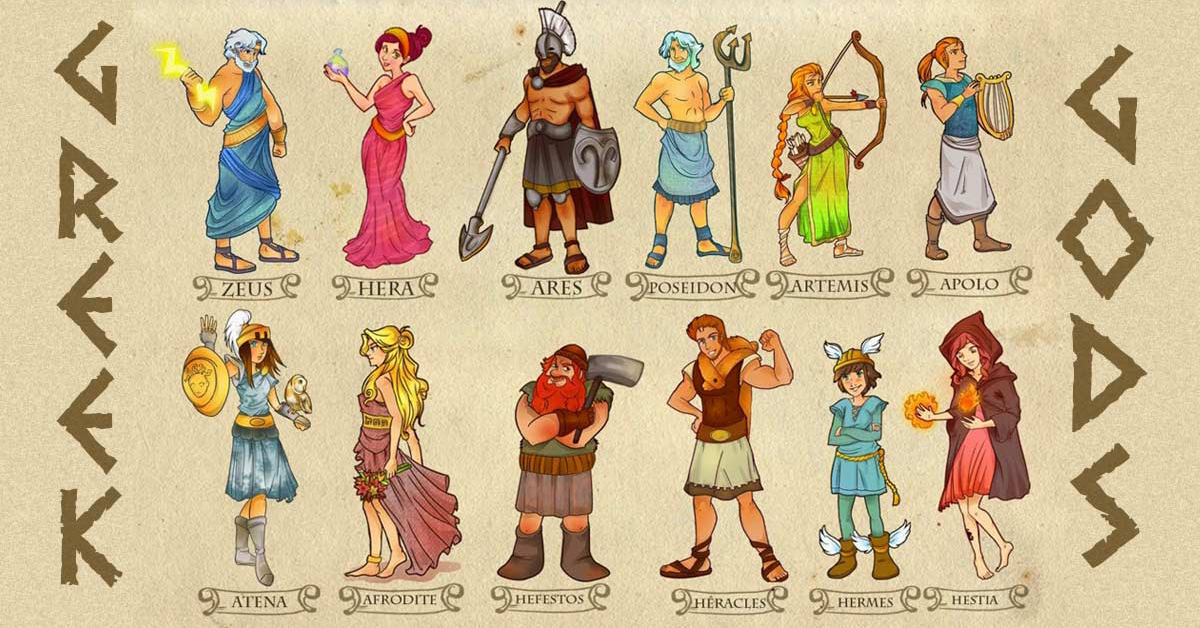 GREEK
GODS
ZEUS
HERA
ARES
POSEIDON
ARTEMIS
APOLO
ATENA
AFRODITE
HEFESTOS
HÉRACLES
HERMES
HESTIA